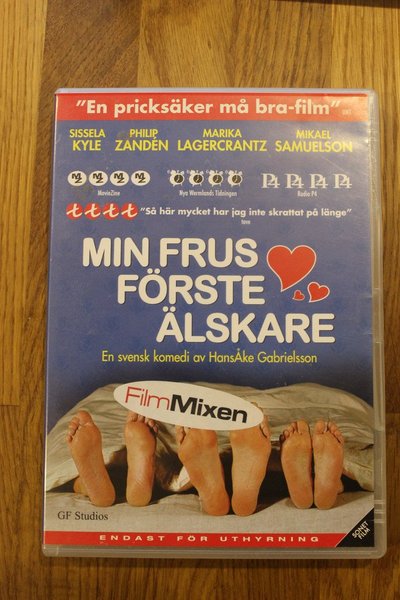 "En pricksäker må bra-film"
SISSELA KYLE
PHILIP ZANDÉN
MARIKA LAGERCRANTZ
MIKAEL SAMUELSON
MovieZine
Nya Wermlands Tidningen
P4 P4 P4 P4
Radio P4
t t t t "Så här mycket har jag inte skrattat på länge"
MIN FRUS
FÖRSTE
ÄLSKARE
En svensk komedi av HansÅke Gabrielsson
FilmMixen
GF Studios
SONET FILM
ENDAST FÖR UTHYRNING